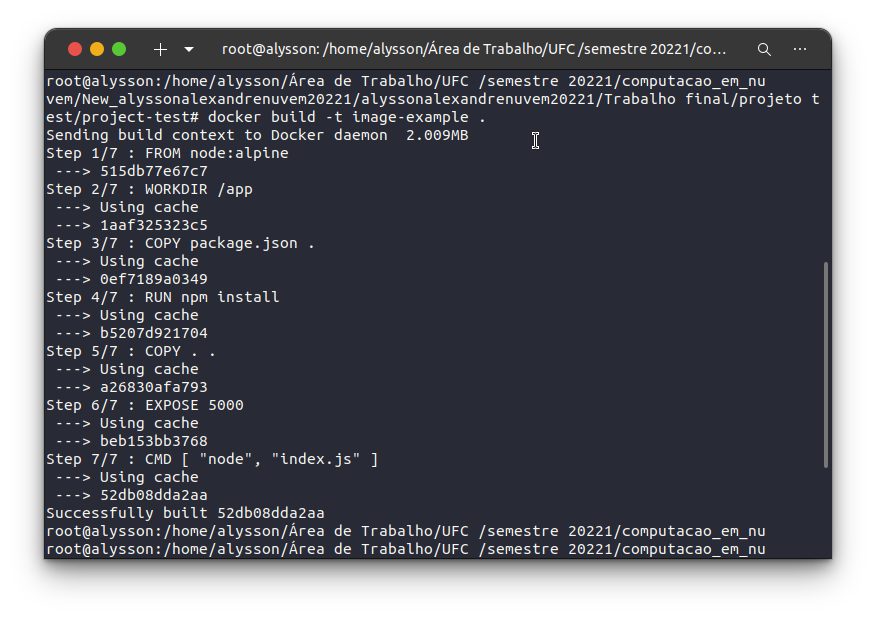 root@alysson: /home/alysson/Área de Trabalho/UFC /semestre 20221/co...
root@alysson:/home/alysson/Área de Trabalho/UFC /semestre 20221/computacao_em_nu
vem/New_alyssonalexandrenuvem20221/alyssonalexandrenuvem20221/Trabalho final/projeto t
est/project-test# docker build -t image-example .
Sending build context to Docker daemon  2.009MB
Step 1/7 : FROM node:alpine
 ---> 515db77e67c7
Step 2/7 : WORKDIR /app
 ---> Using cache
 ---> 1aaf325323c5
Step 3/7 : COPY package.json .
 ---> Using cache
 ---> 0ef7189a0349
Step 4/7 : RUN npm install
 ---> Using cache
 ---> b5207d921704
Step 5/7 : COPY . .
 ---> Using cache
 ---> a26830afa793
Step 6/7 : EXPOSE 5000
 ---> Using cache
 ---> beb153bb3768
Step 7/7 : CMD [ "node", "index.js" ]
 ---> Using cache
 ---> 52db08dda2aa
Successfully built 52db08dda2aa
root@alysson:/home/alysson/Área de Trabalho/UFC /semestre 20221/computacao_em_nu
root@alysson:/home/alysson/Área de Trabalho/UFC /semestre 20221/computacao_em_nu